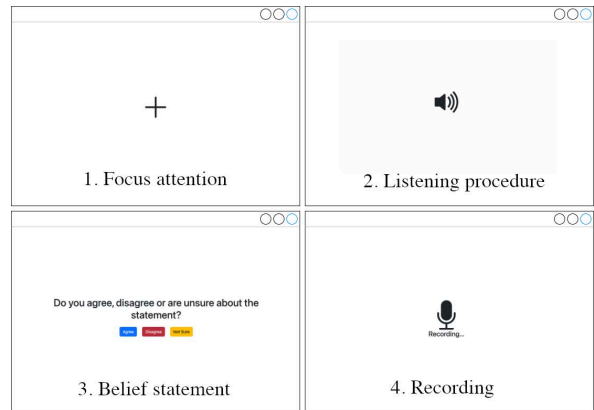 1. Focus attention
2. Listening procedure
Do you agree, disagree or are unsure about the
statement?
Agree Disagree Not Sure
3. Belief statement
Recording...
4. Recording